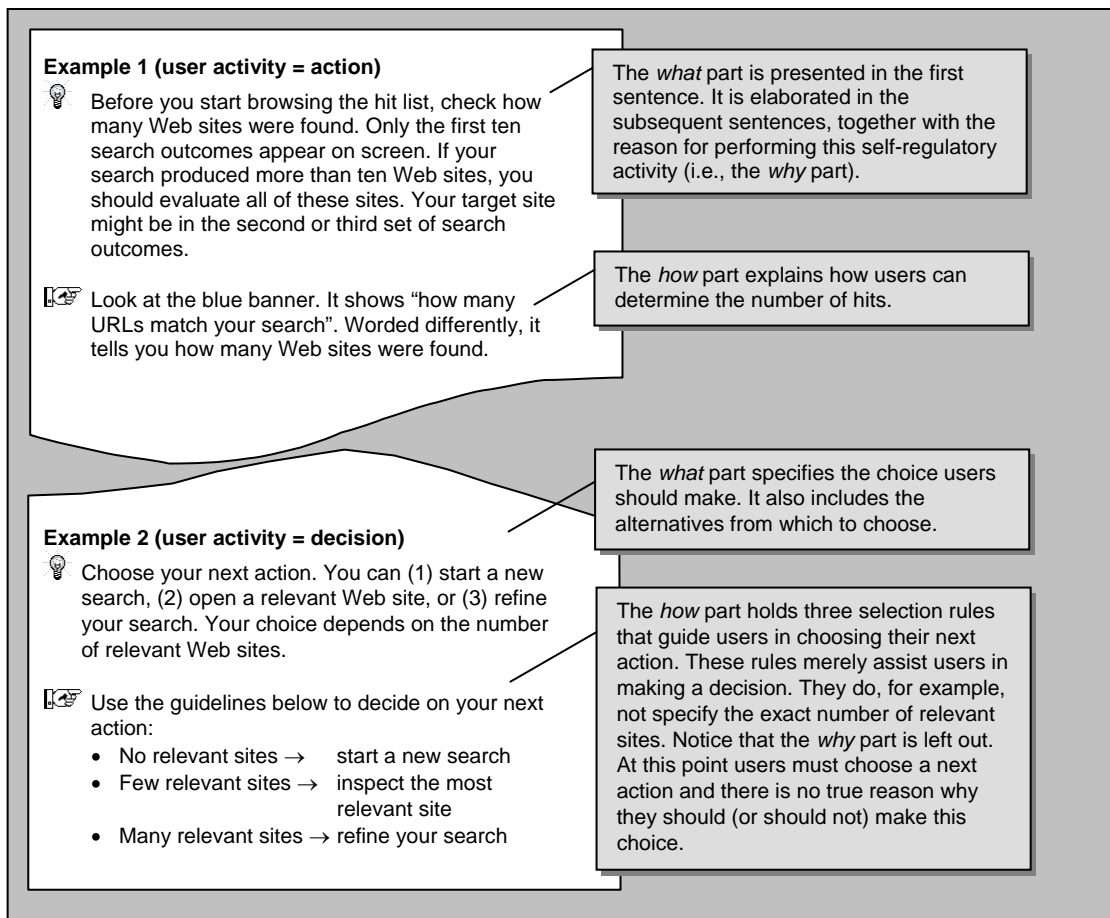 Example 1 (user activity = action)
Before you start browsing the hit list, check how
many Web sites were found. Only the first ten
search outcomes appear on screen. If your
search produced more than ten Web sites, you
should evaluate all of these sites. Your target site
might be in the second or third set of search
outcomes.
The what part is presented in the first
sentence. It is elaborated in the
subsequent sentences, together with the
reason for performing this self-regulatory
activity (i.e., the why part).
Look at the blue banner. It shows “how many
URLs match your search”. Worded differently, it
tells you how many Web sites were found.
The how part explains how users can
determine the number of hits.
Example 2 (user activity = decision)
Choose your next action. You can (1) start a new
search, (2) open a relevant Web site, or (3) refine
your search. Your choice depends on the number
of relevant Web sites.
The what part specifies the choice users
should make. It also includes the
alternatives from which to choose.
Use the guidelines below to decide on your next
action:
• No relevant sites → start a new search
• Few relevant sites → inspect the most
relevant site
• Many relevant sites → refine your search
The how part holds three selection rules
that guide users in choosing their next
action. These rules merely assist users in
making a decision. They do, for example,
not specify the exact number of relevant
sites. Notice that the why part is left out.
At this point users must choose a next
action and there is no true reason why
they should (or should not) make this
choice.